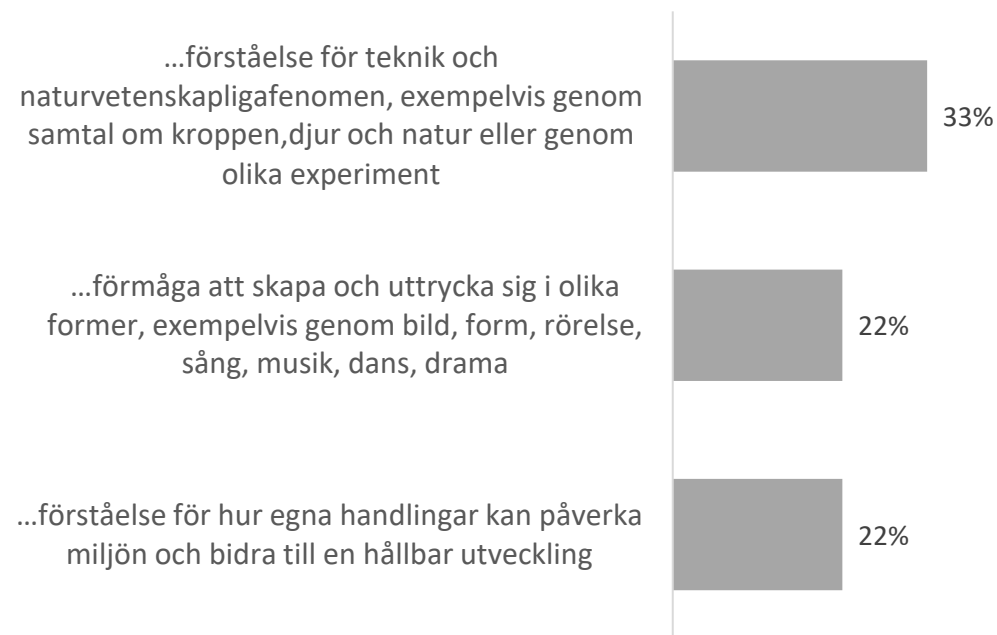 …förståelse för teknik och
naturvetenskapligafenomen, exempelvis genom
samtal om kroppen,djur och natur eller genom
olika experiment
33%
…förmåga att skapa och uttrycka sig i olika
former, exempelvis genom bild, form, rörelse,
sång, musik, dans, drama
22%
…förståelse för hur egna handlingar kan påverka
miljön och bidra till en hållbar utveckling
22%